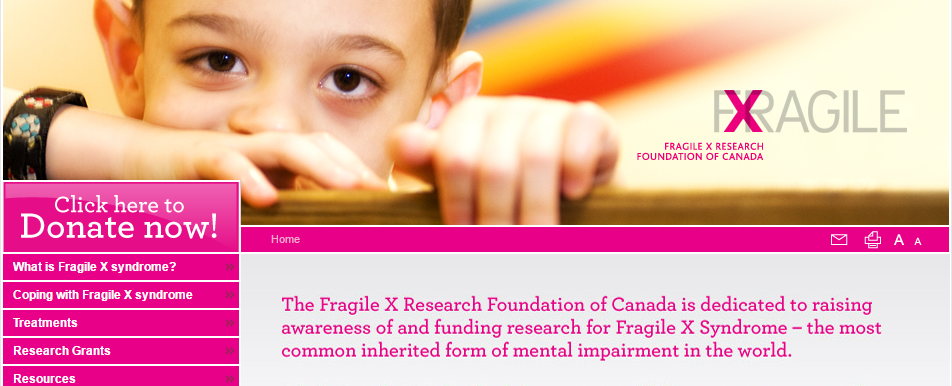 FXRAGILE
FRAGILE X RESEARCH
FOUNDATION OF CANADA
Click here to
Donate now!
Home
A A
What is Fragile X syndrome? »
Coping with Fragile X syndrome »
Treatments »
Research Grants »
Resources »
The Fragile X Research Foundation of Canada is dedicated to raising
awareness of and funding research for Fragile X Syndrome – the most
common inherited form of mental impairment in the world.